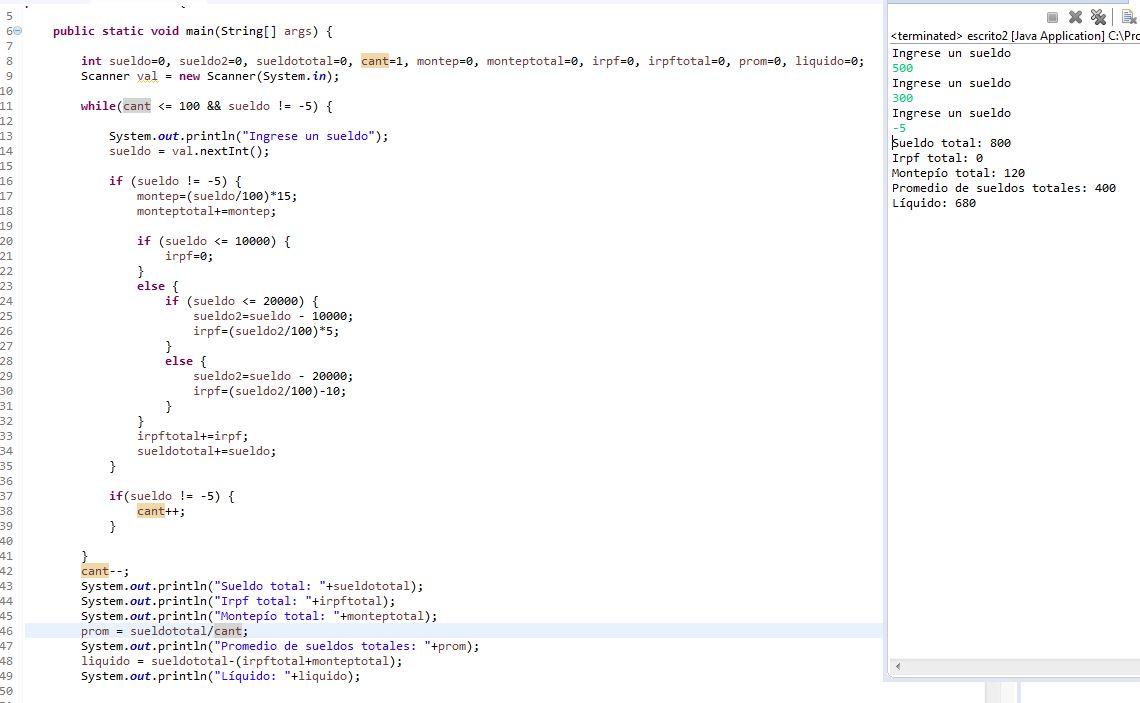 5
6 public static void main(String[] args) {
7
8 int sueldo=0, sueldo2=0, sueldototal=0, cant=1, montep=0, monteptotal=0, irpf=0, irpftotal=0, prom=0, liquido=0;
9 Scanner val = new Scanner(System.in);
10
11 while(cant <= 100 && sueldo != -5) {
12
13 System.out.println("Ingrese un sueldo");
14 sueldo = val.nextInt();
15
16 if (sueldo != -5) {
17 montep=(sueldo/100)*15;
18 monteptotal+=montep;
19
20 if (sueldo <= 10000) {
21 irpf=0;
22 }
23 else {
24 if (sueldo <= 20000) {
25 sueldo2=sueldo - 10000;
26 irpf=(sueldo2/100)*5;
27 }
28 else {
29 sueldo2=sueldo - 20000;
30 irpf=(sueldo2/100)-10;
31 }
32 }
33 irpftotal+=irpf;
34 sueldototal+=sueldo;
35 }
36
37 if(sueldo != -5) {
38 cant++;
39 }
40
41 }
42 cant--;
43 System.out.println("Sueldo total: "+sueldototal);
44 System.out.println("Irpf total: "+irpftotal);
45 System.out.println("Montepío total: "+monteptotal);
46 prom = sueldototal/cant;
47 System.out.println("Promedio de sueldos totales: "+prom);
48 liquido = sueldototal-(irpftotal+monteptotal);
49 System.out.println("Líquido: "+liquido);
50
<terminated> escrito2 [Java Application] C:\Pro
Ingrese un sueldo
500
Ingrese un sueldo
300
Ingrese un sueldo
-5
Sueldo total: 800
Irpf total: 0
Montepío total: 120
Promedio de sueldos totales: 400
Líquido: 680